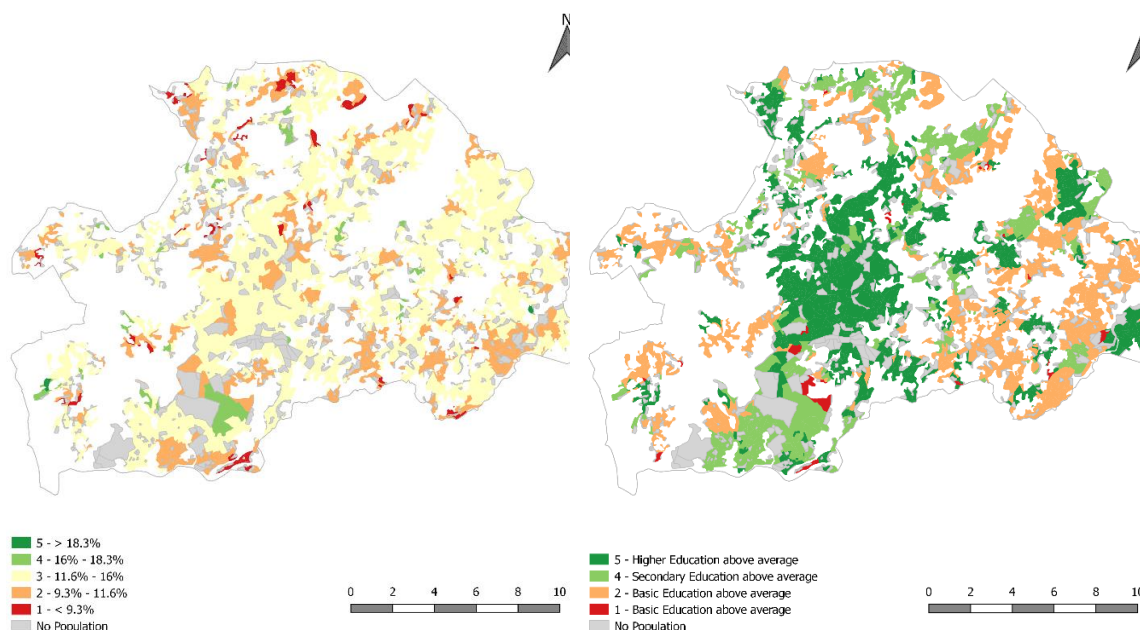 N
5 - > 18.3%
4 - 16% - 18.3%
3 - 11.6% - 16%
2 - 9.3% - 11.6%
1 - < 9.3%
No Population
0 2 4 6 8 10
5 - Higher Education above average
4 - Secondary Education above average
2 - Basic Education above average
1 - Basic Education above average
No Population
0 2 4 6 8 10